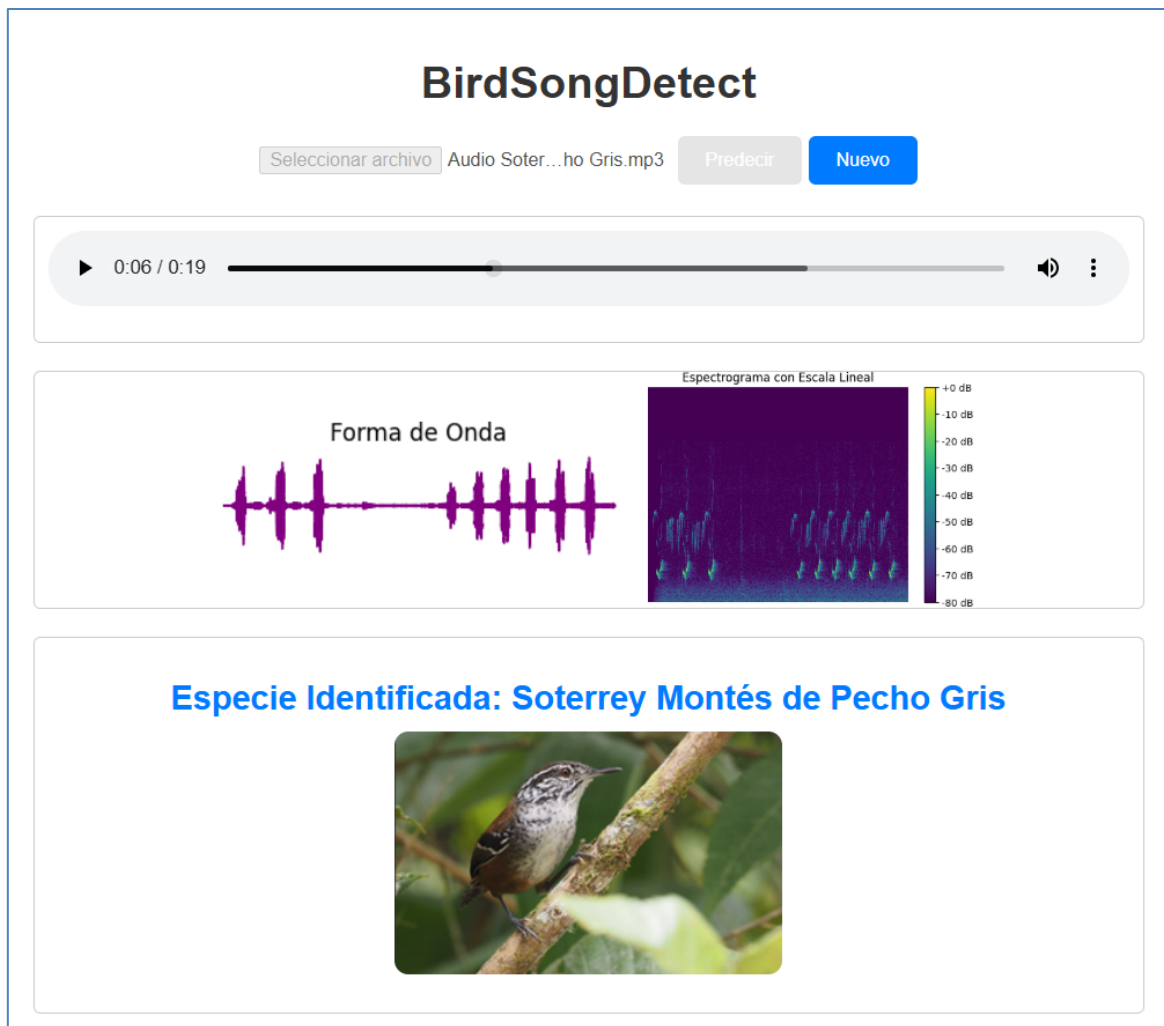 BirdSongDetect
Seleccionar archivo Audio Soter...ho Gris.mp3 Predecir Nuevo
0:06 / 0:19
Forma de Onda
Espectrograma con Escala Lineal
+0 dB
-10 dB
-20 dB
-30 dB
-40 dB
-50 dB
-60 dB
-70 dB
-80 dB
Especie Identificada: Soterrey Montés de Pecho Gris